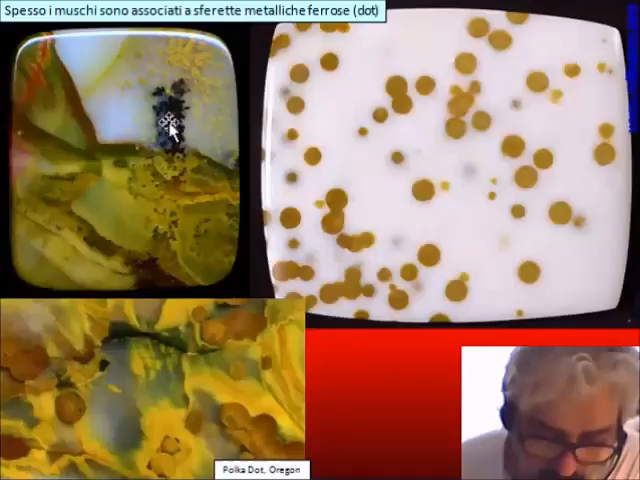 Spesso i muschi sono associati a sferette metalliche ferrose (dot)
Polka Dot, Oregon